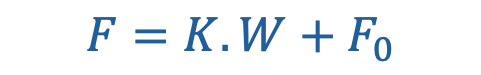 F = K.W + F₀